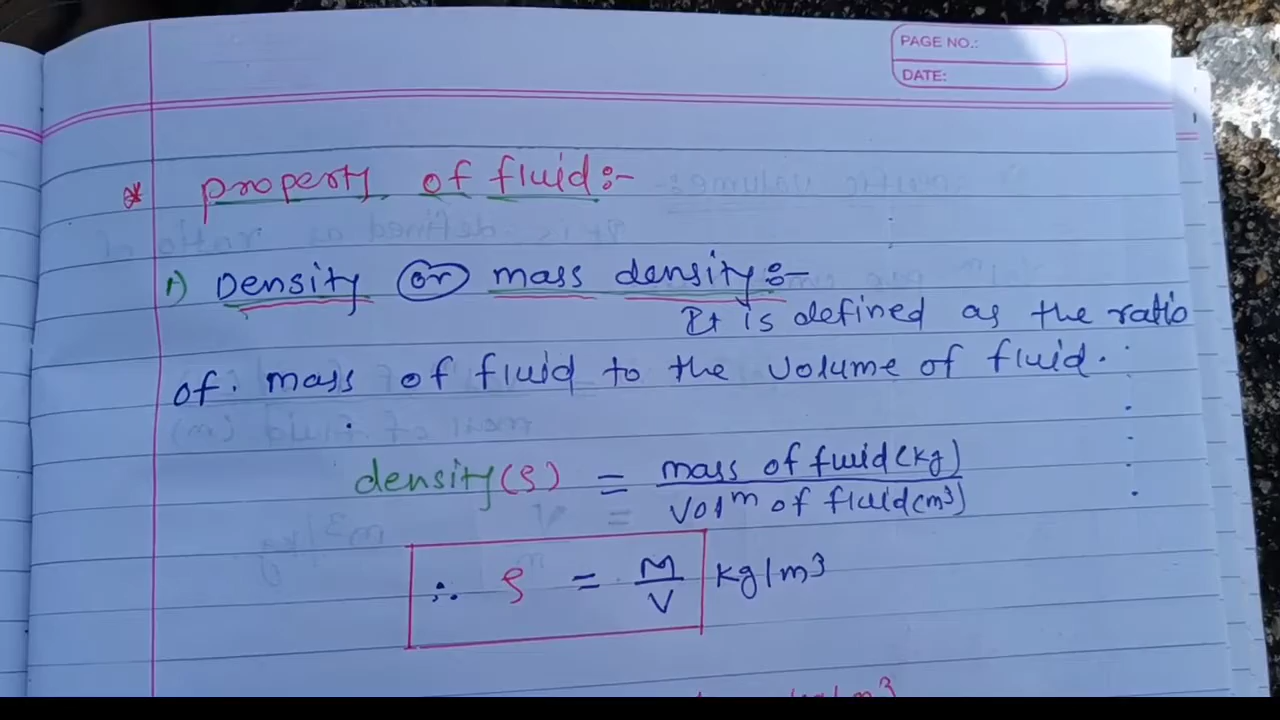 PAGE NO.:
DATE:
* property of fluid:-
1) Density or mass density:-
It is defined as the ratio
of. mass of fluid to the volume of fluid.
density(ρ) = mass of fluid(kg) / Vol^m of fluid(m³)
∴ ρ = M/V kg/m³